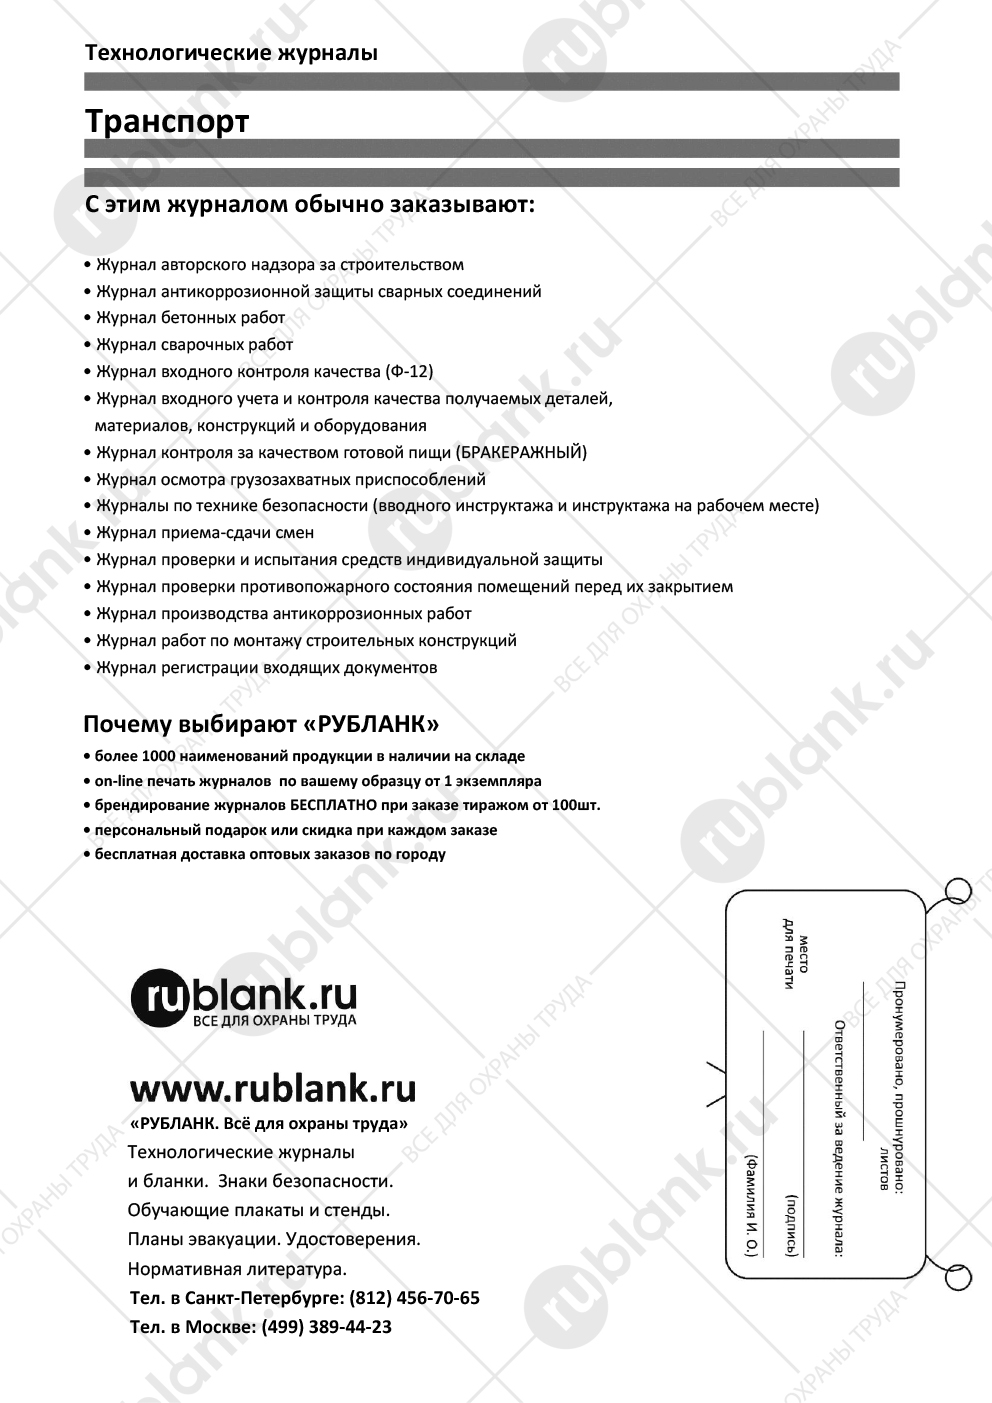 Технологические журналы
Транспорт
С этим журналом обычно заказывают:
• Журнал авторского надзора за строительством
• Журнал антикоррозионной защиты сварных соединений
• Журнал бетонных работ
• Журнал сварочных работ
• Журнал входного контроля качества (Ф-12)
• Журнал входного учета и контроля качества получаемых деталей,
материалов, конструкций и оборудования
• Журнал контроля за качеством готовой пищи (БРАКЕРАЖНЫЙ)
• Журнал осмотра грузозахватных приспособлений
• Журналы по технике безопасности (вводного инструктажа и инструктажа на рабочем месте)
• Журнал приема-сдачи смен
• Журнал проверки и испытания средств индивидуальной защиты
• Журнал проверки противопожарного состояния помещений перед их закрытием
• Журнал производства антикоррозионных работ
• Журнал работ по монтажу строительных конструкций
• Журнал регистрации входящих документов
Почему выбирают «РУБЛАНК»
• более 1000 наименований продукции в наличии на складе
• on-line печать журналов по вашему образцу от 1 экземпляра
• брендирование журналов БЕСПЛАТНО при заказе тиражом от 100шт.
• персональный подарок или скидка при каждом заказе
• бесплатная доставка оптовых заказов по городу
rublank.ru
ВСЕ ДЛЯ ОХРАНЫ ТРУДА
www.rublank.ru
«РУБЛАНК. Всё для охраны труда»
Технологические журналы
и бланки. Знаки безопасности.
Обучающие плакаты и стенды.
Планы эвакуации. Удостоверения.
Нормативная литература.
Тел. в Санкт-Петербурге: (812) 456-70-65
Тел. в Москве: (499) 389-44-23
Пронумеровано, прошнуровано:
листов
Ответственный за ведение журнала:
место
для печати
(подпись)
(Фамилия И. О.)